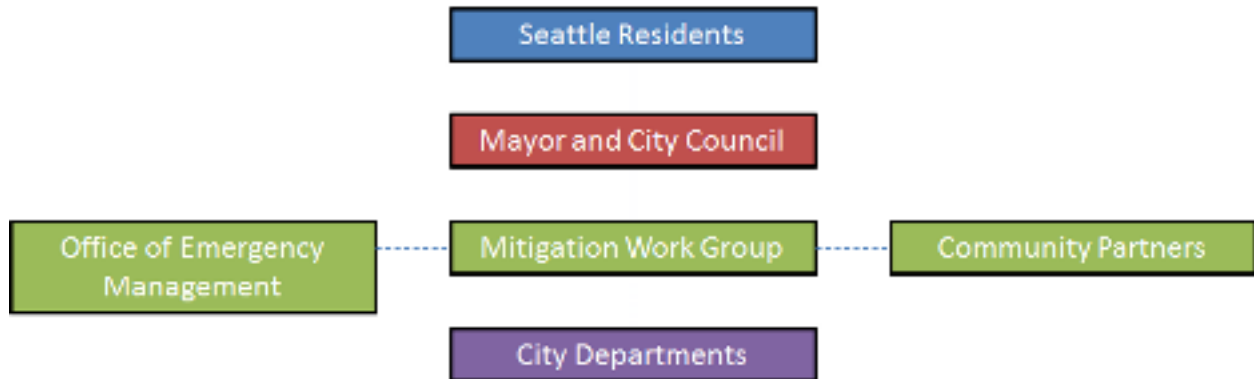 Seattle Residents
Mayor and City Council
Office of Emergency
Management
Mitigation Work Group
Community Partners
City Departments